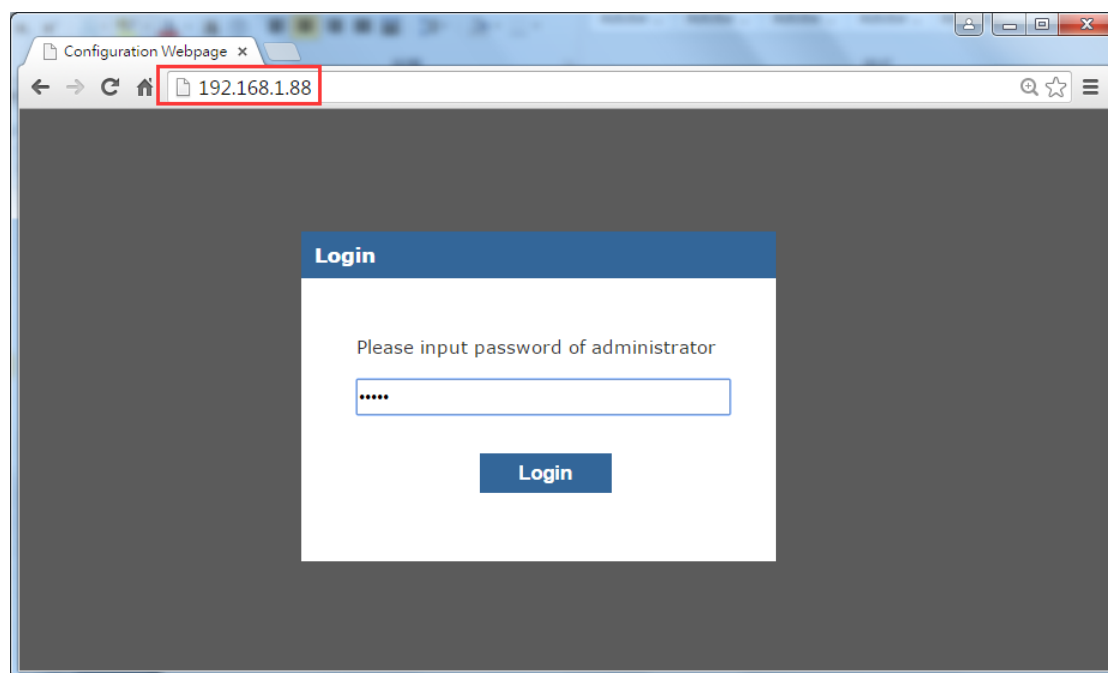 Configuration Webpage
192.168.1.88
Login
Please input password of administrator
•••••
Login